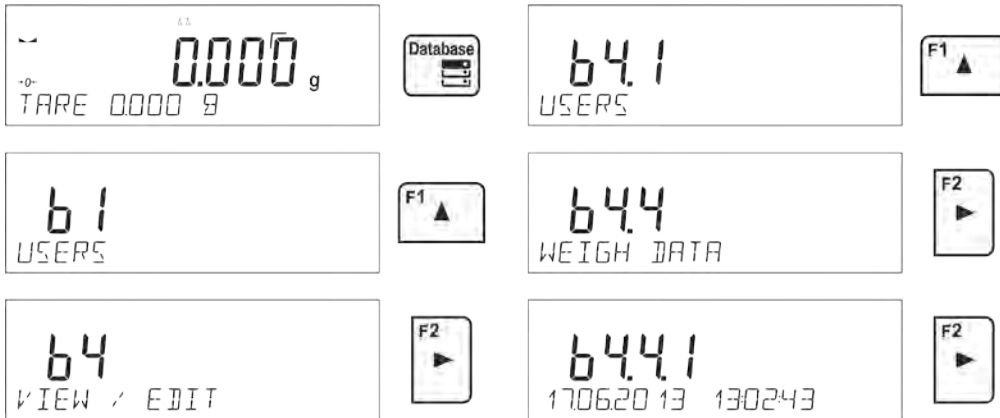 0.000 g
→0←
TARE 0.000 g
Database
b1
USERS
F1
b4
VIEW / EDIT
F2
b4.1
USERS
F1
b4.4
WEIGH DATA
F2
b4.4.1
17.06.2013 13:02:43
F2